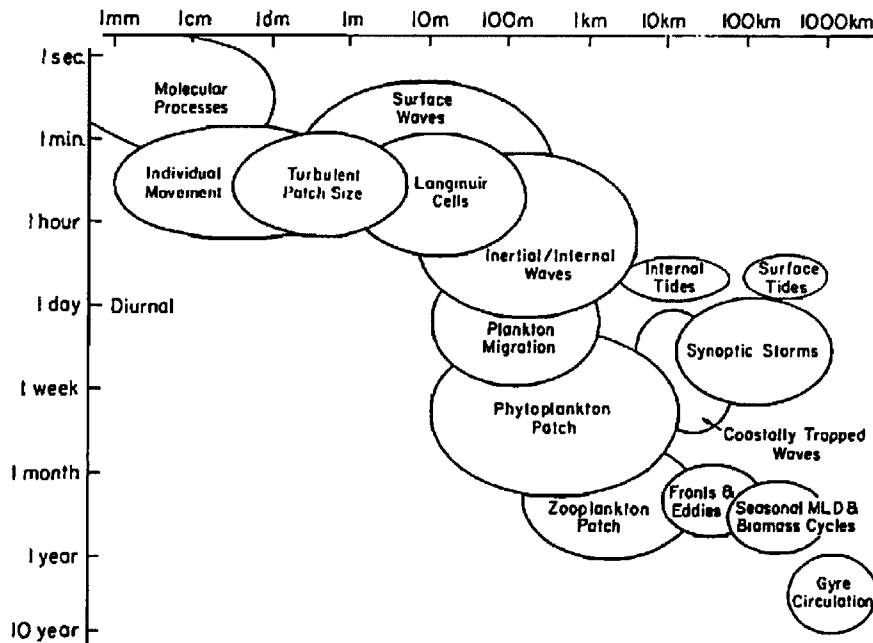 1mm 1cm 1dm 1m 10m 100m 1km 10km 100km 1000km
1 sec.
Molecular
Processes
Surface
Waves
1 min.
Individual
Movement
Turbulent
Patch Size
Langmuir
Cells
1 hour
Inertial/Internal
Waves
Internal
Tides
Surface
Tides
1 day
Diurnal
Plankton
Migration
Synoptic Storms
1 week
Phytoplankton
Patch
Coastally Trapped
Waves
1 month
Zooplankton
Patch
Fronts &
Eddies
Seasonal MLD &
Biomass Cycles
1 year
Gyre
Circulation
10 year